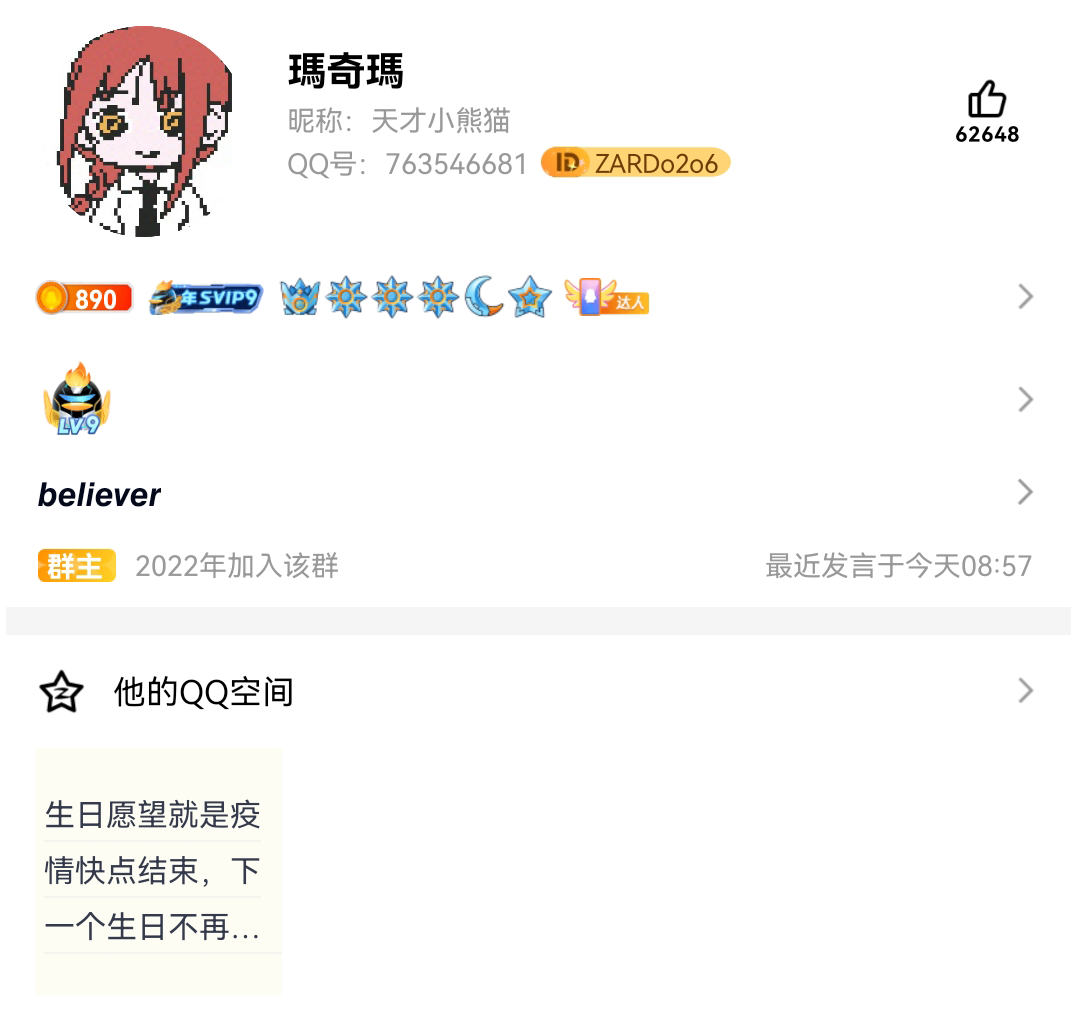 瑪奇瑪
昵称：天才小熊猫
QQ号：763546681 ID ZARDo2o6
62648
890 年SVIP9 达人
LV9
believer
群主 2022年加入该群 最近发言于今天08:57
他的QQ空间
生日愿望就是疫
情快点结束，下
一个生日不再...